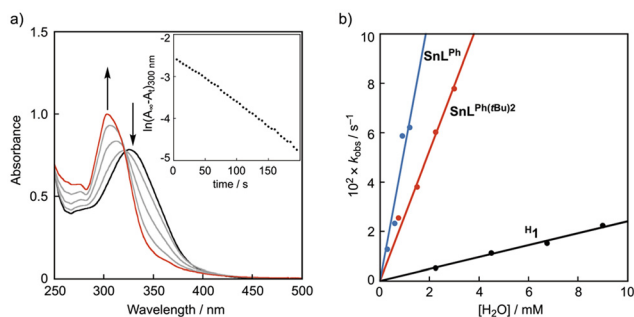 a)
b)
ln(A∞-At)300 nm
-2
-3
-4
-5
0 50 100 150
time / s
Absorbance
1.5
1.0
0.5
0
250 300 350 400 450 500
Wavelength / nm
10² × kobs / s⁻¹
10
8
6
4
2
0
SnLPh
SnLPh(tBu)2
H1
0 2 4 6 8 10
[H₂O] / mM